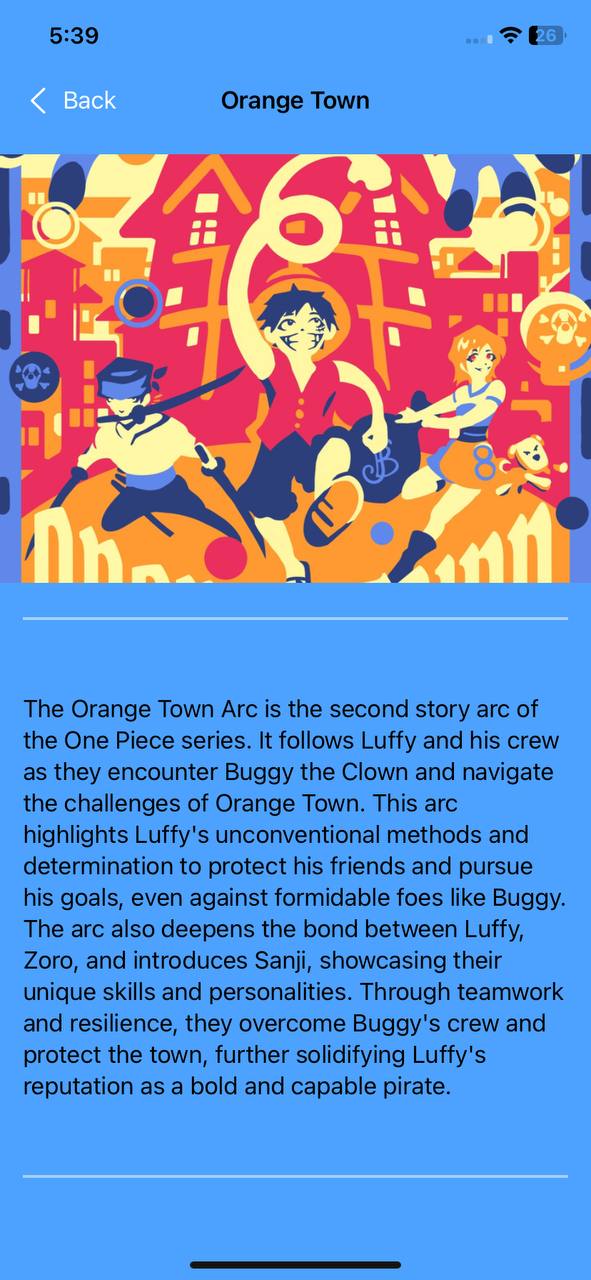 5:39
26
Back
Orange Town
B
8
The Orange Town Arc is the second story arc of
the One Piece series. It follows Luffy and his crew
as they encounter Buggy the Clown and navigate
the challenges of Orange Town. This arc
highlights Luffy's unconventional methods and
determination to protect his friends and pursue
his goals, even against formidable foes like Buggy.
The arc also deepens the bond between Luffy,
Zoro, and introduces Sanji, showcasing their
unique skills and personalities. Through teamwork
and resilience, they overcome Buggy's crew and
protect the town, further solidifying Luffy's
reputation as a bold and capable pirate.